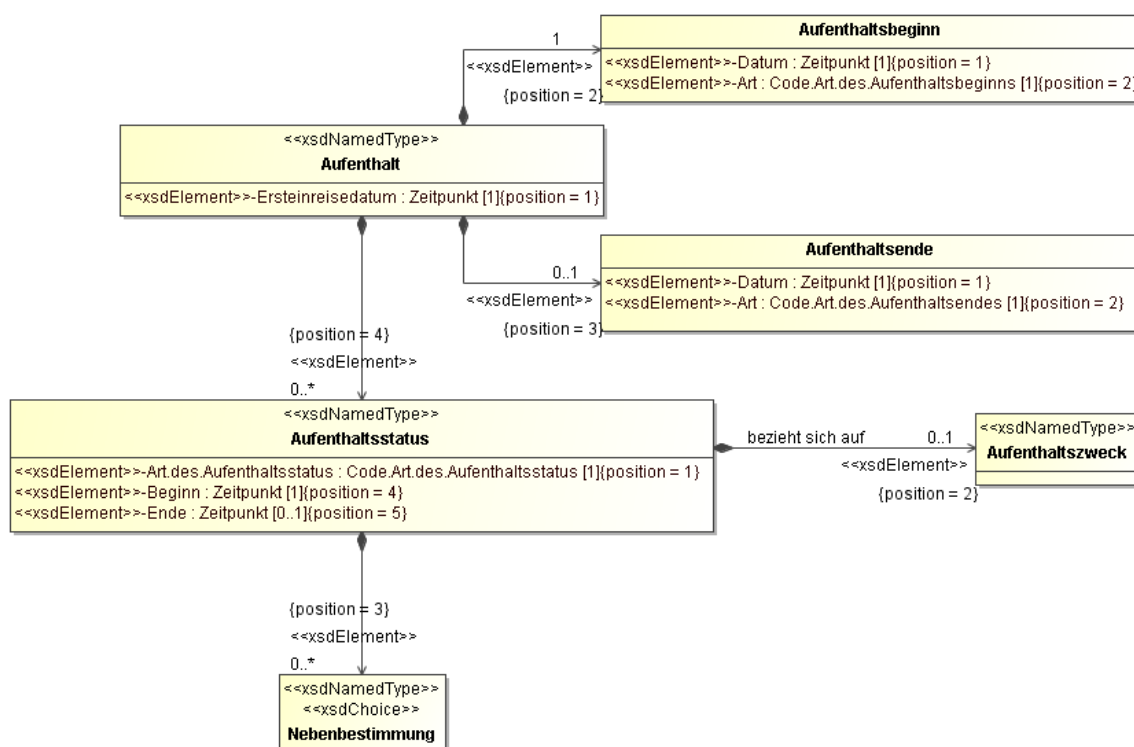 Aufenthaltsbeginn
<<xsdElement>>-Datum : Zeitpunkt [1]{position = 1}
<<xsdElement>>-Art : Code.Art.des.Aufenthaltsbeginns [1]{position = 2}
1
<<xsdElement>>
{position = 2}
<<xsdNamedType>>
Aufenthalt
<<xsdElement>>-Ersteinreisedatum : Zeitpunkt [1]{position = 1}
Aufenthaltsende
<<xsdElement>>-Datum : Zeitpunkt [1]{position = 1}
<<xsdElement>>-Art : Code.Art.des.Aufenthaltsendes [1]{position = 2}
0..1
<<xsdElement>>
{position = 3}
{position = 4}
<<xsdElement>>
0..*
<<xsdNamedType>>
Aufenthaltsstatus
<<xsdElement>>-Art.des.Aufenthaltsstatus : Code.Art.des.Aufenthaltsstatus [1]{position = 1}
<<xsdElement>>-Beginn : Zeitpunkt [1]{position = 4}
<<xsdElement>>-Ende : Zeitpunkt [0..1]{position = 5}
bezieht sich auf 0..1
<<xsdElement>>
{position = 2}
<<xsdNamedType>>
Aufenthaltszweck
{position = 3}
<<xsdElement>>
0..*
<<xsdNamedType>>
<<xsdChoice>>
Nebenbestimmung